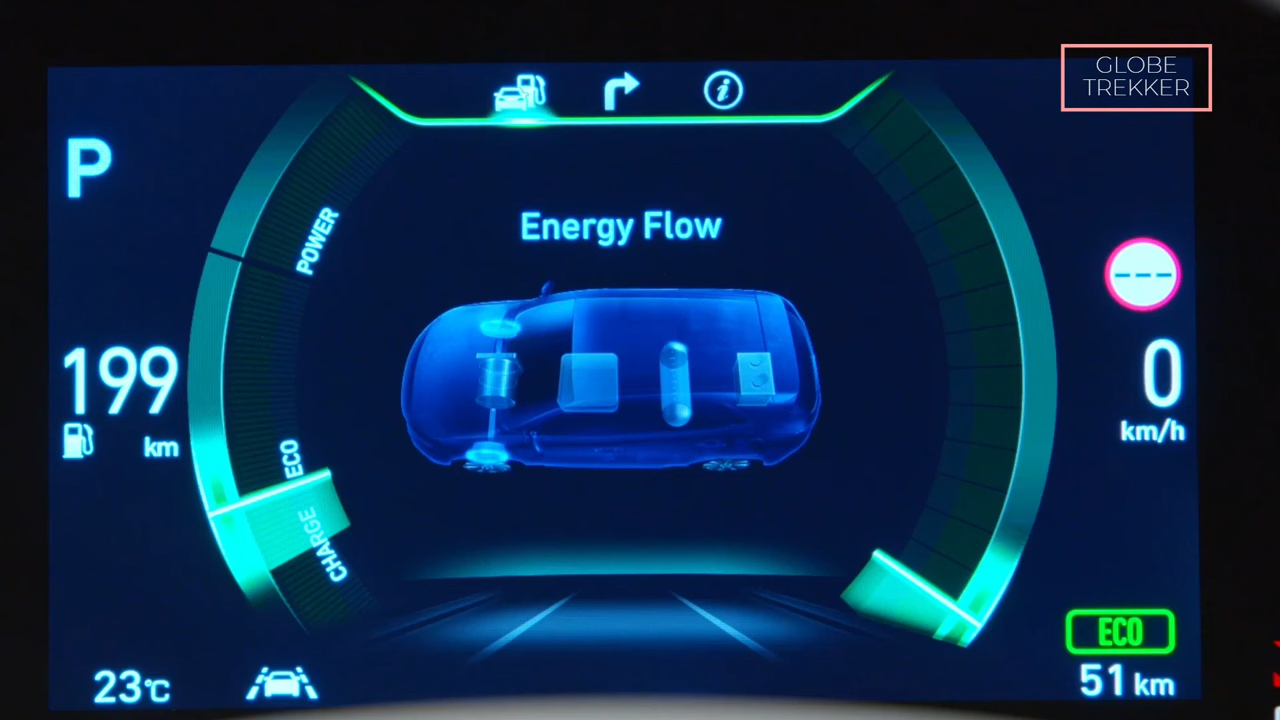 GLOBE
TREKKER
P
Energy Flow
POWER
199
km
ECO
CHARGE
---
0
km/h
ECO
23°C
51 km